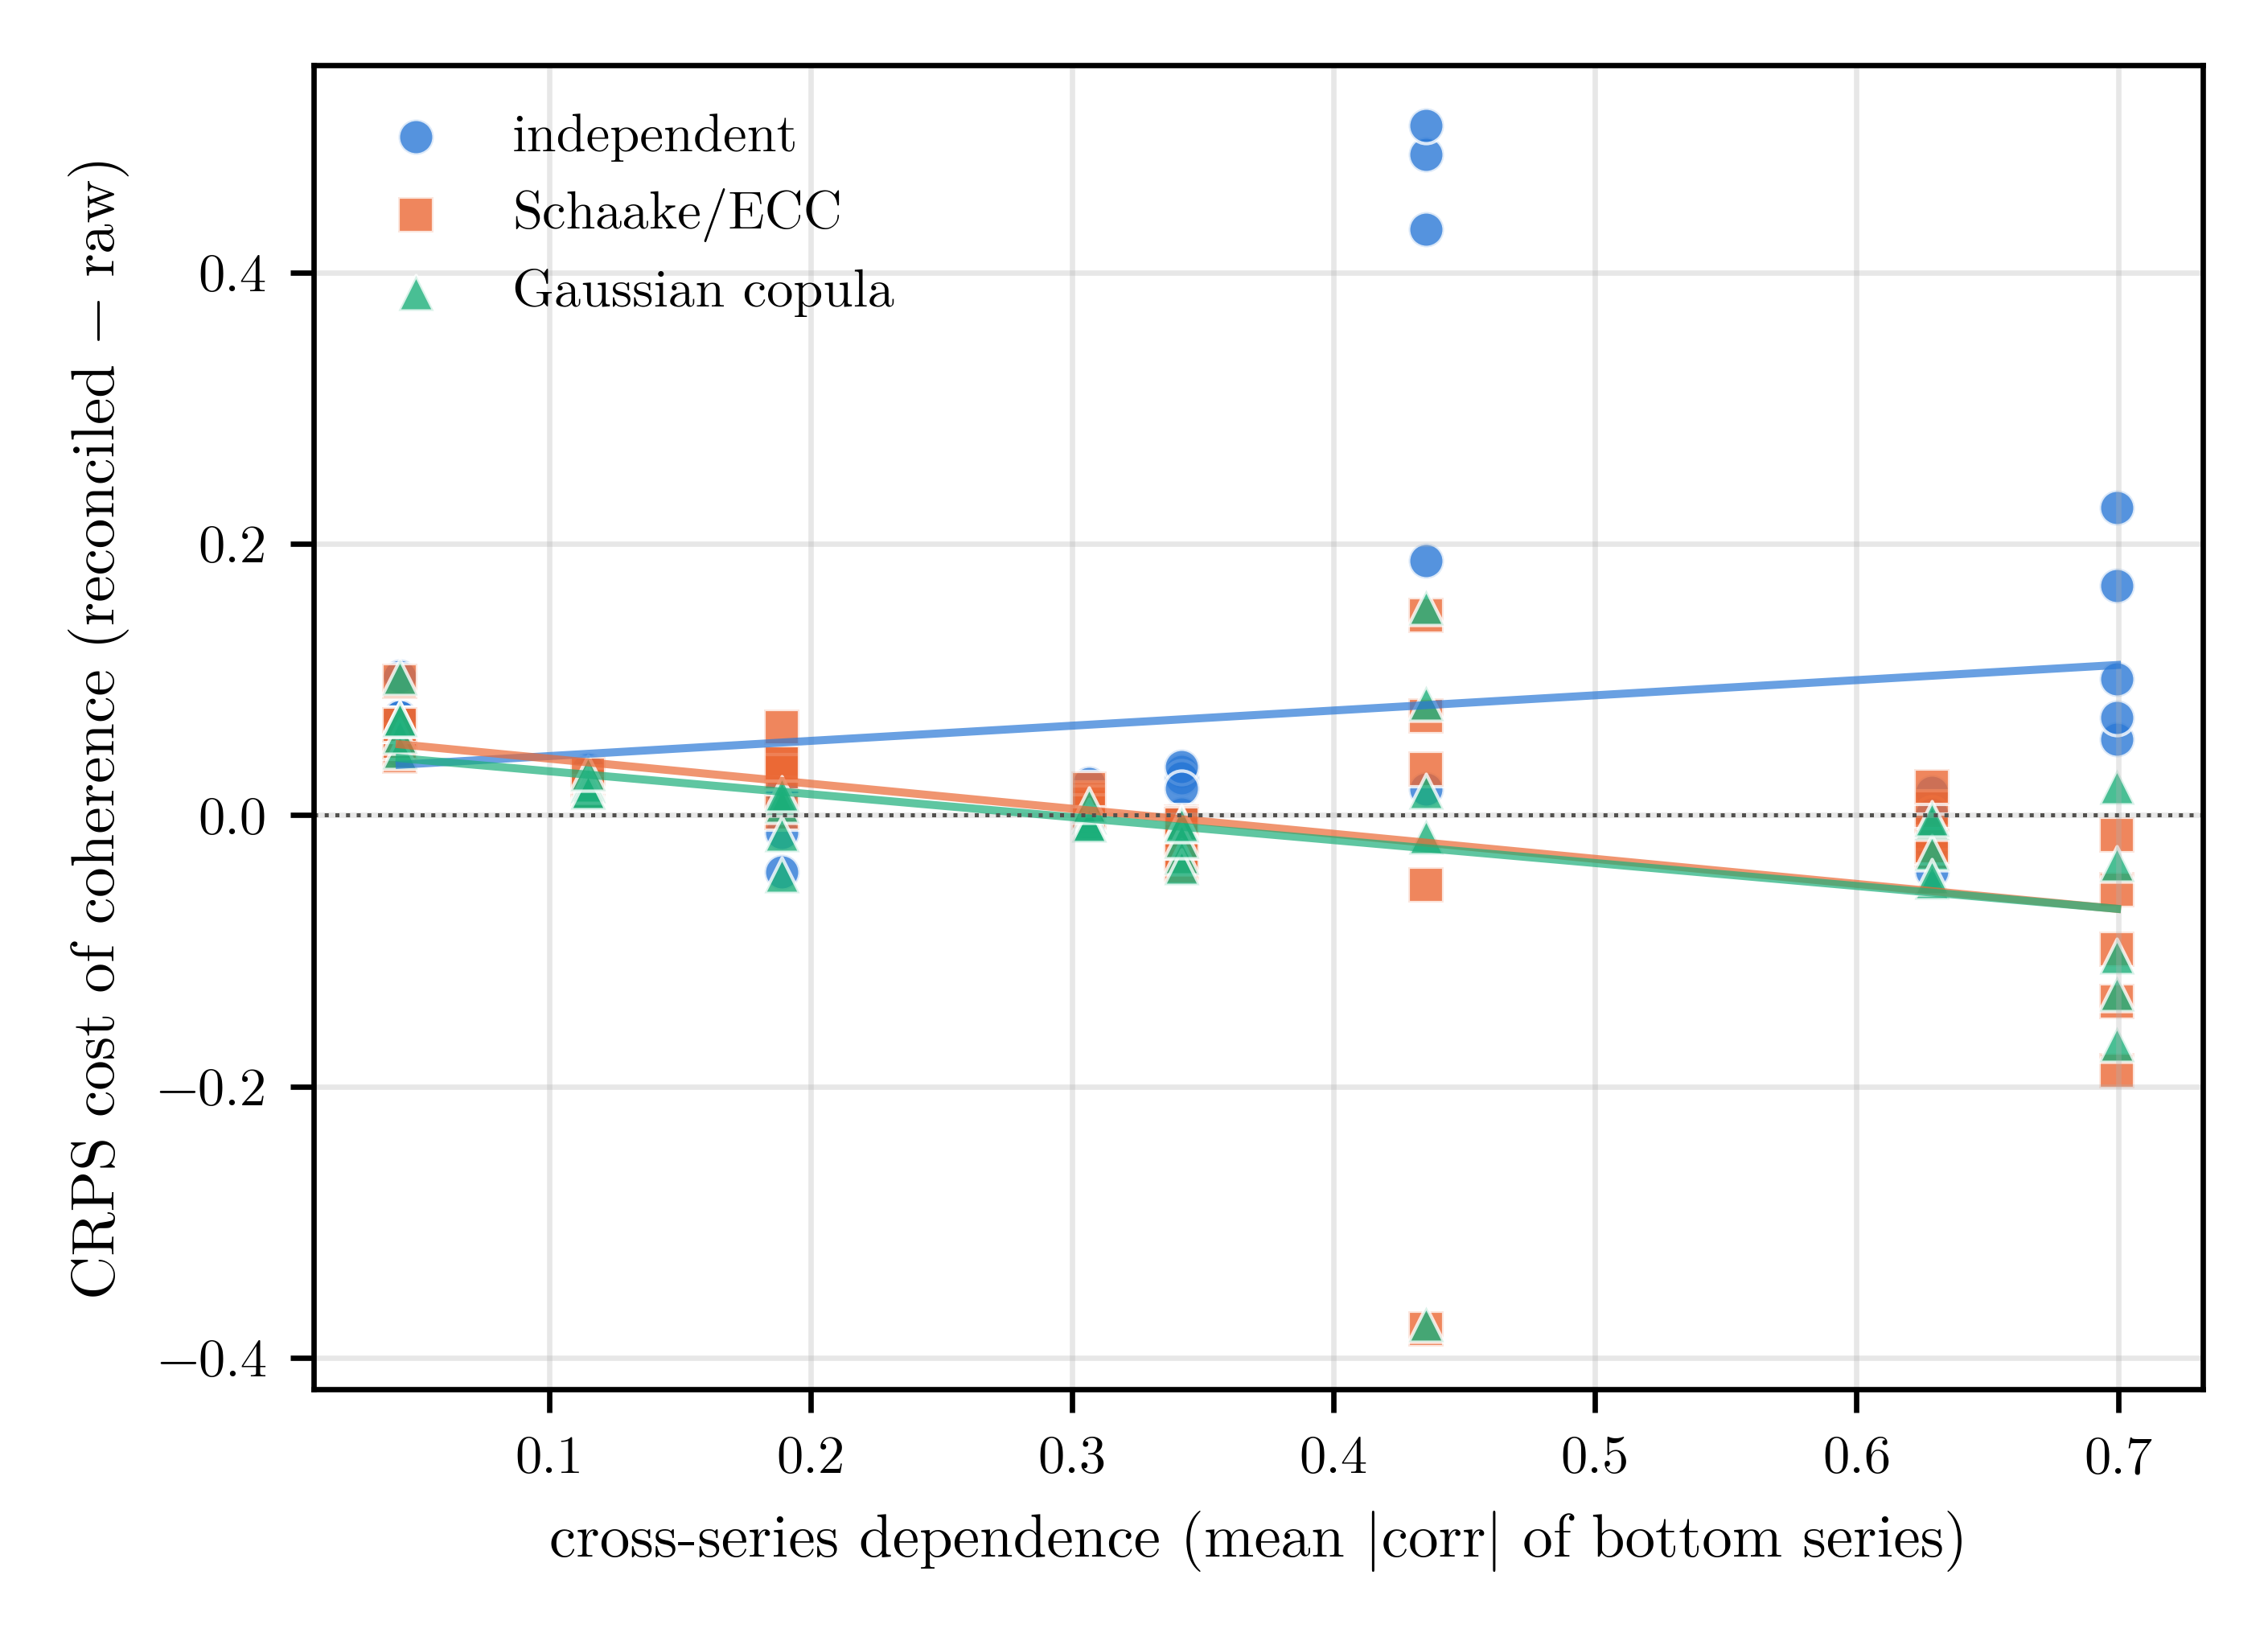 independent
Schaake/ECC
Gaussian copula
CRPS cost of coherence (reconciled − raw)
0.4
0.2
0.0
−0.2
−0.4
0.1 0.2 0.3 0.4 0.5 0.6 0.7
cross-series dependence (mean |corr| of bottom series)